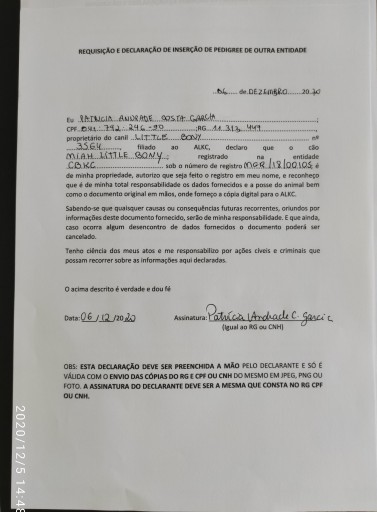 REQUISIÇÃO E DECLARAÇÃO DE INSERÇÃO DE PEDIGREE DE OUTRA ENTIDADE
06 de DEZEMBRO 2020
Eu PATRICIA ANDRADE COSTA GARCIA
CPF 041.792.246-90 RG 11 313 449
proprietário do canil LITTLE BONY nº
3564, filiado ao ALKC, declaro que o cão
MIAH LITTLE BONY, registrado na entidade
CBKC sob o número de registro MGR/18/00105
de minha propriedade, autorizo que seja feito o registro em meu nome, e reconheço
que é de minha total responsabilidade os dados fornecidos e a posse do animal bem
como o documento original em mãos, onde forneço a cópia digital para o ALKC.
Sabendo-se que quaisquer causas ou consequências futuras recorrentes, oriundos por
informações deste documento fornecido, serão de minha responsabilidade. E que ainda,
caso ocorra algum desencontro de dados fornecidos o documento poderá ser
cancelado.
Tenho ciência dos meus atos e me responsabilizo por ações cíveis e criminais que
possam recorrer sobre as informações aqui declaradas.
O acima descrito é verdade e dou fé
Data: 06/12/2020 Assinatura: Patrícia Andrade C. Garcia
(Igual ao RG ou CNH)
OBS: ESTA DECLARAÇÃO DEVE SER PREENCHIDA A MÃO PELO DECLARANTE E SÓ É
VÁLIDA COM O ENVIO DAS CÓPIAS DO RG E CPF OU CNH DO MESMO EM JPEG, PNG OU
FOTO. A ASSINATURA DO DECLARANTE DEVE SER A MESMA QUE CONSTA NO RG CPF
OU CNH.
2020/12/5 14:48